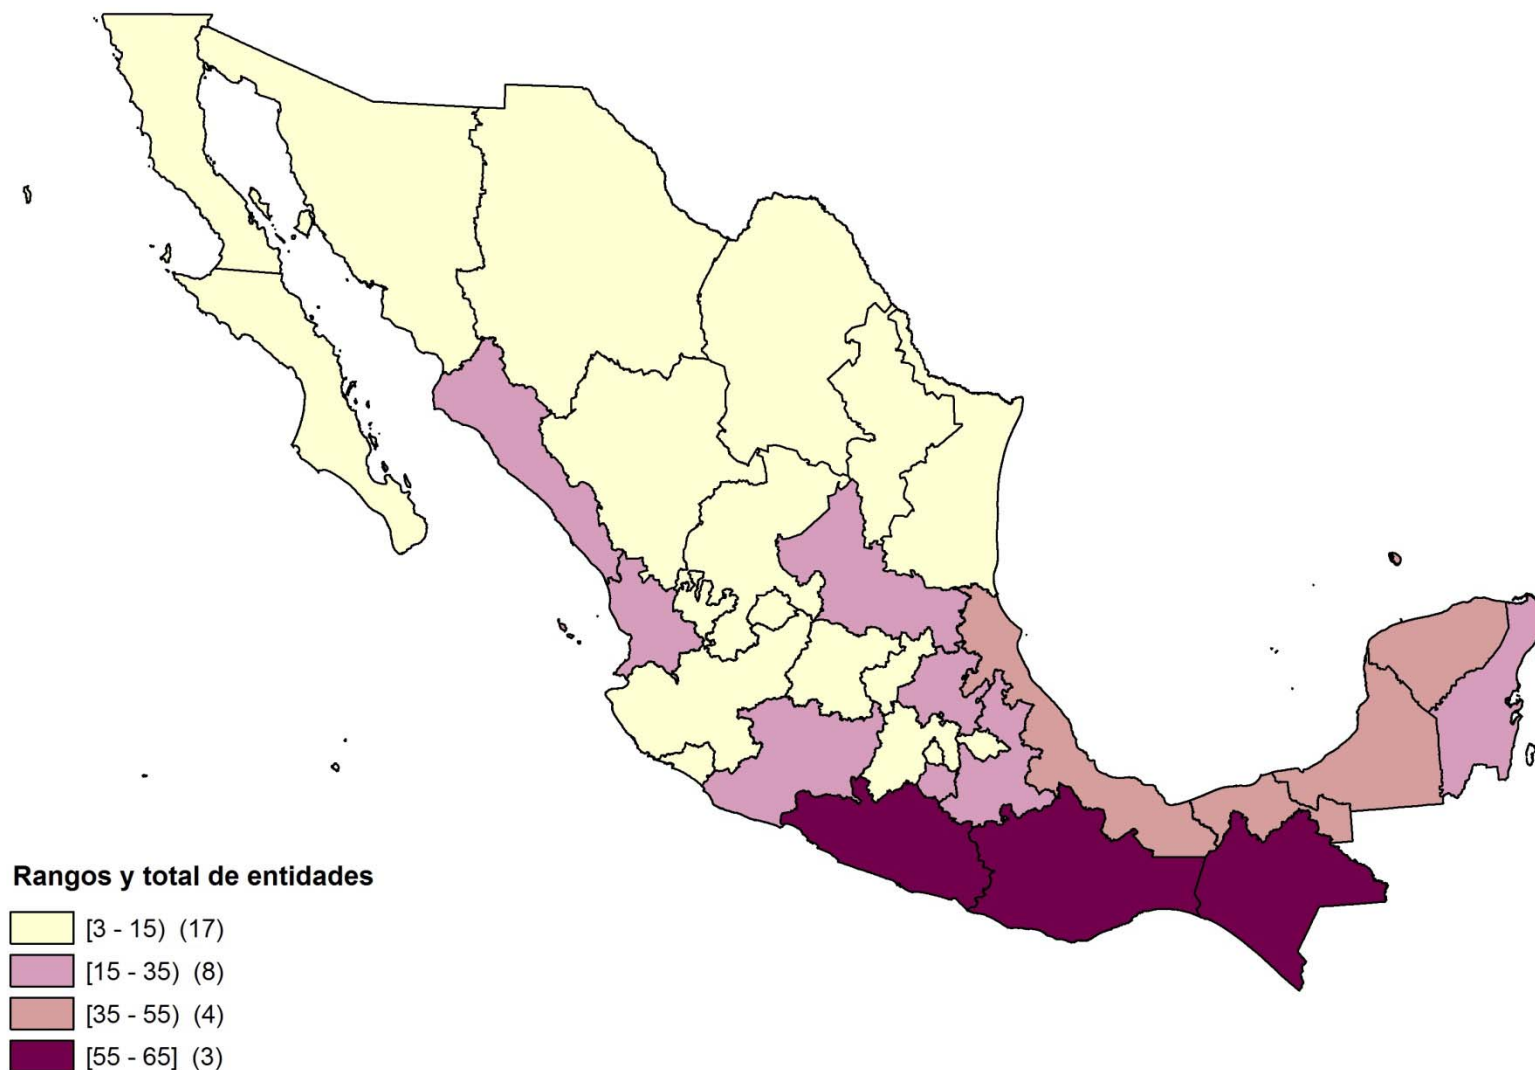 Rangos y total de entidades
[3 - 15) (17)
[15 - 35) (8)
[35 - 55) (4)
[55 - 65] (3)